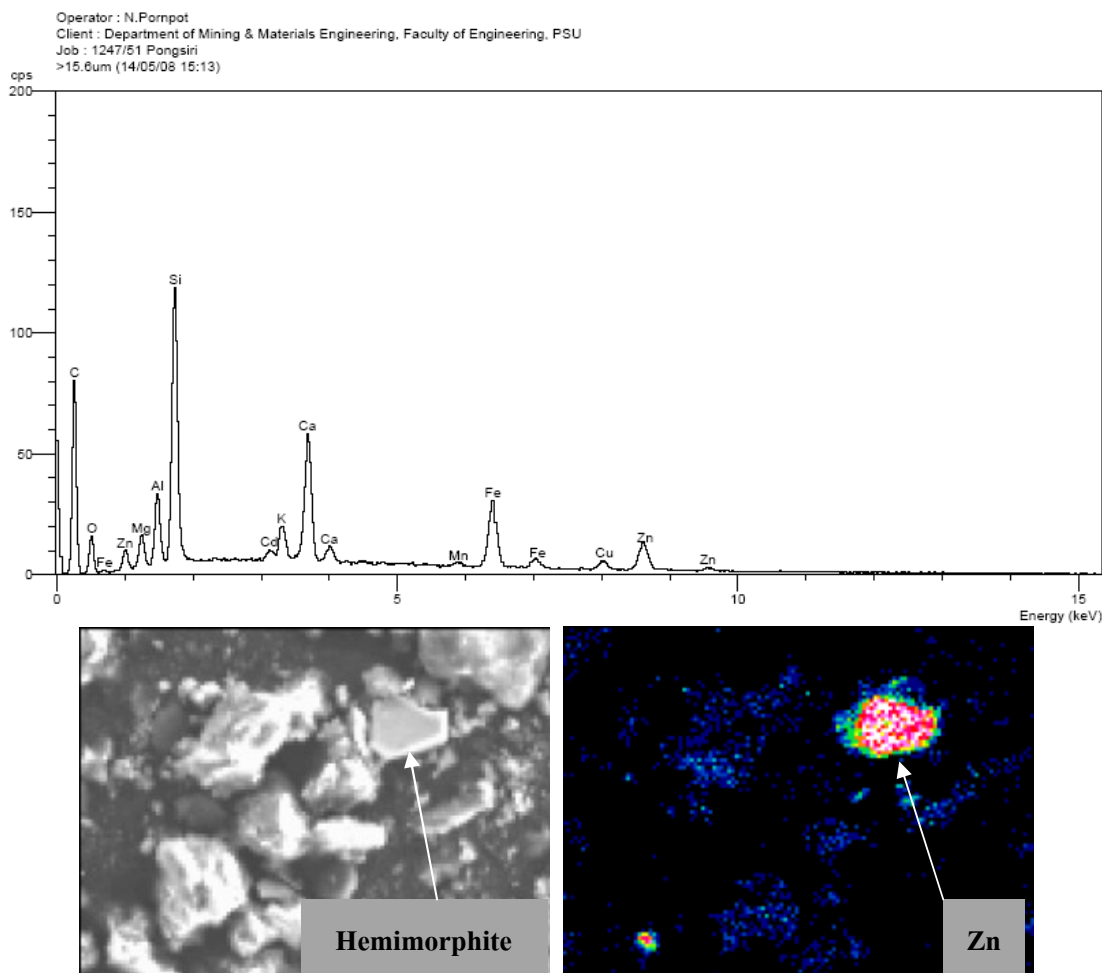 Operator : N.Pornpot
Client : Department of Mining & Materials Engineering, Faculty of Engineering, PSU
Job : 1247/51 Pongsiri
>15.6um (14/05/08 15:13)
cps
200
150
100
50
0
C
O
Fe
Zn
Mg
Al
Si
Cd
K
Ca
Ca
Mn
Fe
Fe
Cu
Zn
Zn
0
5
10
15
Energy (keV)
Hemimorphite
Zn